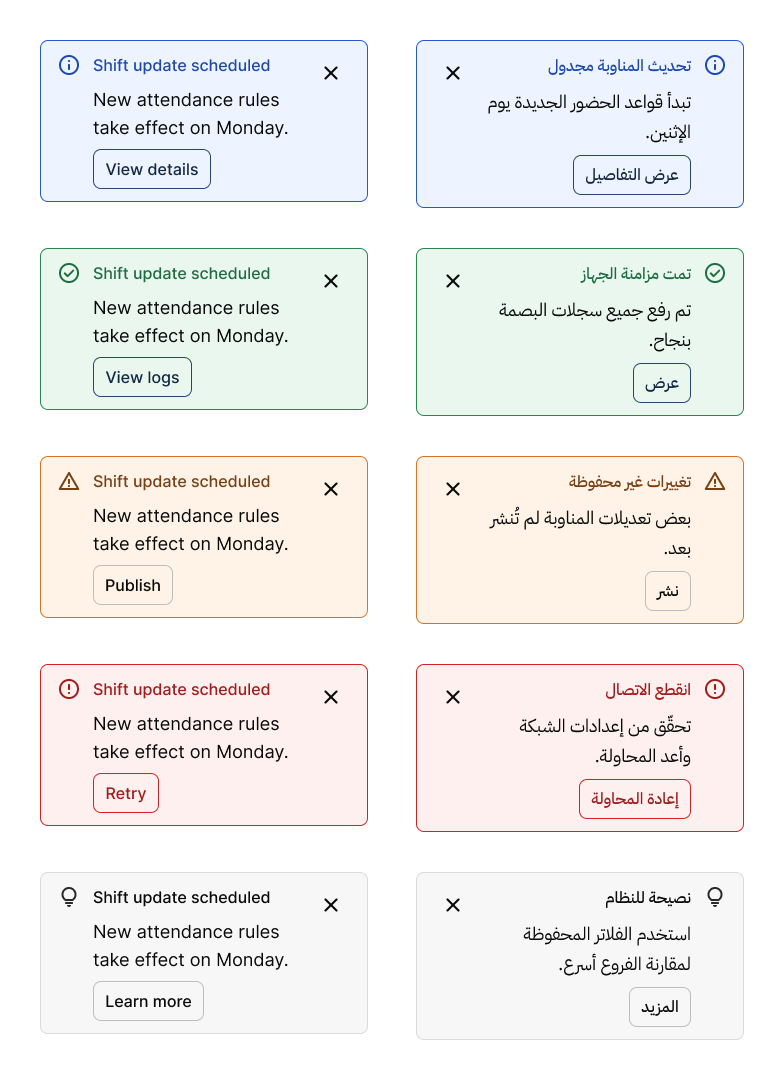 Shift update scheduled
New attendance rules
take effect on Monday.
View details
تحديث المناوبة مجدول
تبدأ قواعد الحضور الجديدة يوم
الإثنين.
عرض التفاصيل
Shift update scheduled
New attendance rules
take effect on Monday.
View logs
تمت مزامنة الجهاز
تم رفع جميع سجلات البصمة
بنجاح.
عرض
Shift update scheduled
New attendance rules
take effect on Monday.
Publish
تغييرات غير محفوظة
بعض تعديلات المناوبة لم تُنشر
بعد.
نشر
Shift update scheduled
New attendance rules
take effect on Monday.
Retry
انقطع الاتصال
تحقّق من إعدادات الشبكة
وأعد المحاولة.
إعادة المحاولة
Shift update scheduled
New attendance rules
take effect on Monday.
Learn more
نصيحة للنظام
استخدم الفلاتر المحفوظة
لمقارنة الفروع أسرع.
المزيد